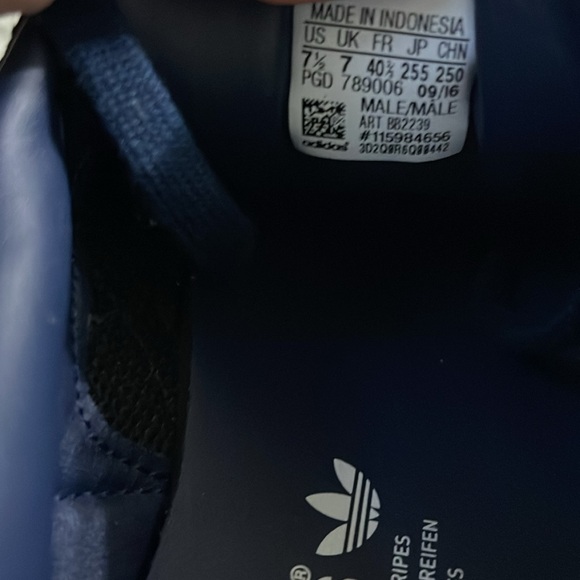 MADE IN INDONESIA
US UK FR JP CHN
7½ 7 40⅔ 255 250
PGD 789006 09/16
MALE/MÂLE
ART BB2239
#115984656
adidas
®
RIPES
REIFEN
S